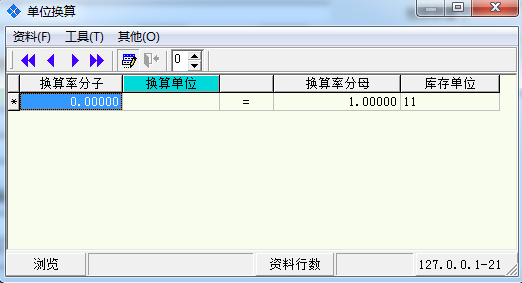 单位换算
资料(F) 工具(T) 其他(O)
0
换算率分子 换算单位 换算率分母 库存单位
* 0.00000 = 1.00000 11
浏览 资料行数 127.0.0.1-21